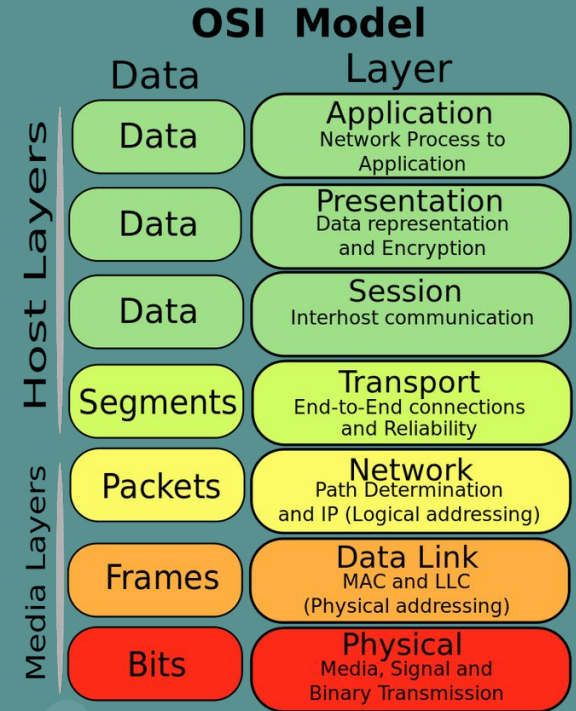 OSI Model
Data
Layer
Host Layers
Data
Application
Network Process to
Application
Data
Presentation
Data representation
and Encryption
Data
Session
Interhost communication
Segments
Transport
End-to-End connections
and Reliability
Media Layers
Packets
Network
Path Determination
and IP (Logical addressing)
Frames
Data Link
MAC and LLC
(Physical addressing)
Bits
Physical
Media, Signal and
Binary Transmission